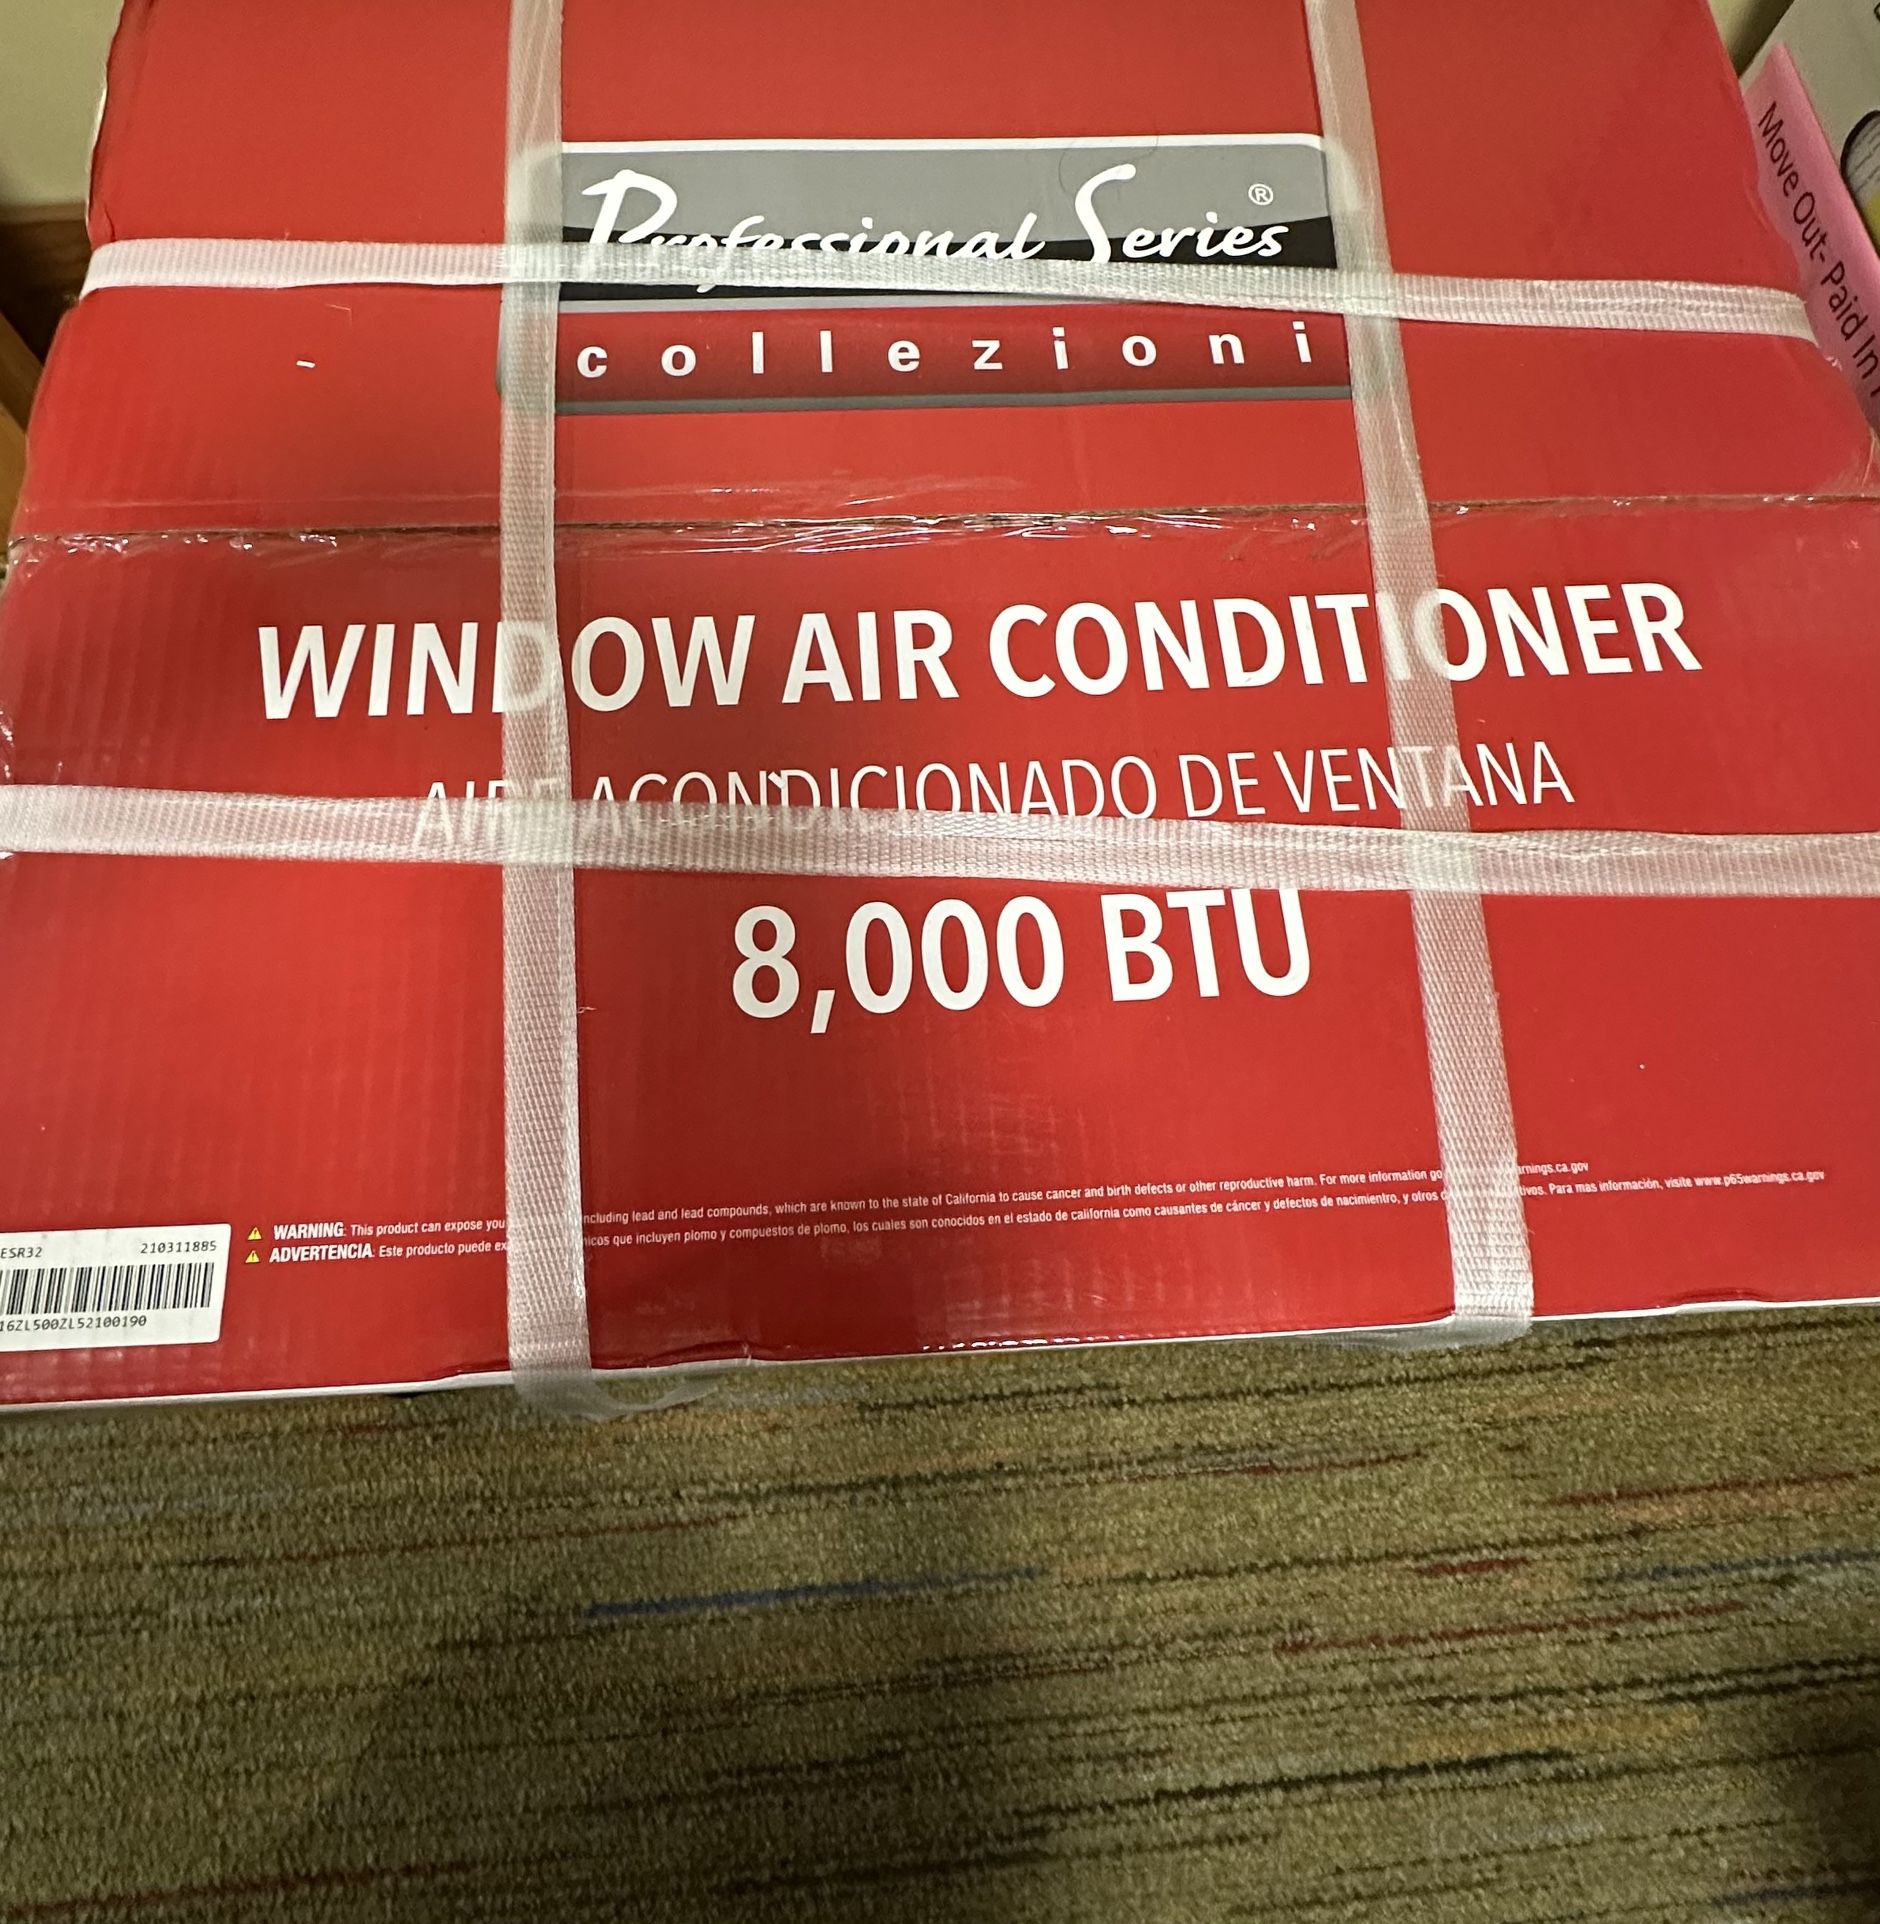 Professional Series ®
collezioni
WINDOW AIR CONDITIONER
AIRE ACONDICIONADO DE VENTANA
8,000 BTU
WARNING: This product can expose you including lead and lead compounds, which are known to the state of California to cause cancer and birth defects or other reproductive harm. For more information go
ADVERTENCIA: Este producto puede que incluyen plomo y compuestos de plomo, los cuales son conocidos en el estado de california como causantes de cáncer y defectos de nacimientro, y otros Para mas información, visite www.p65warnings.ca.gov
ESR32 210311885
16ZL500ZL52100190
Move Out- Paid In